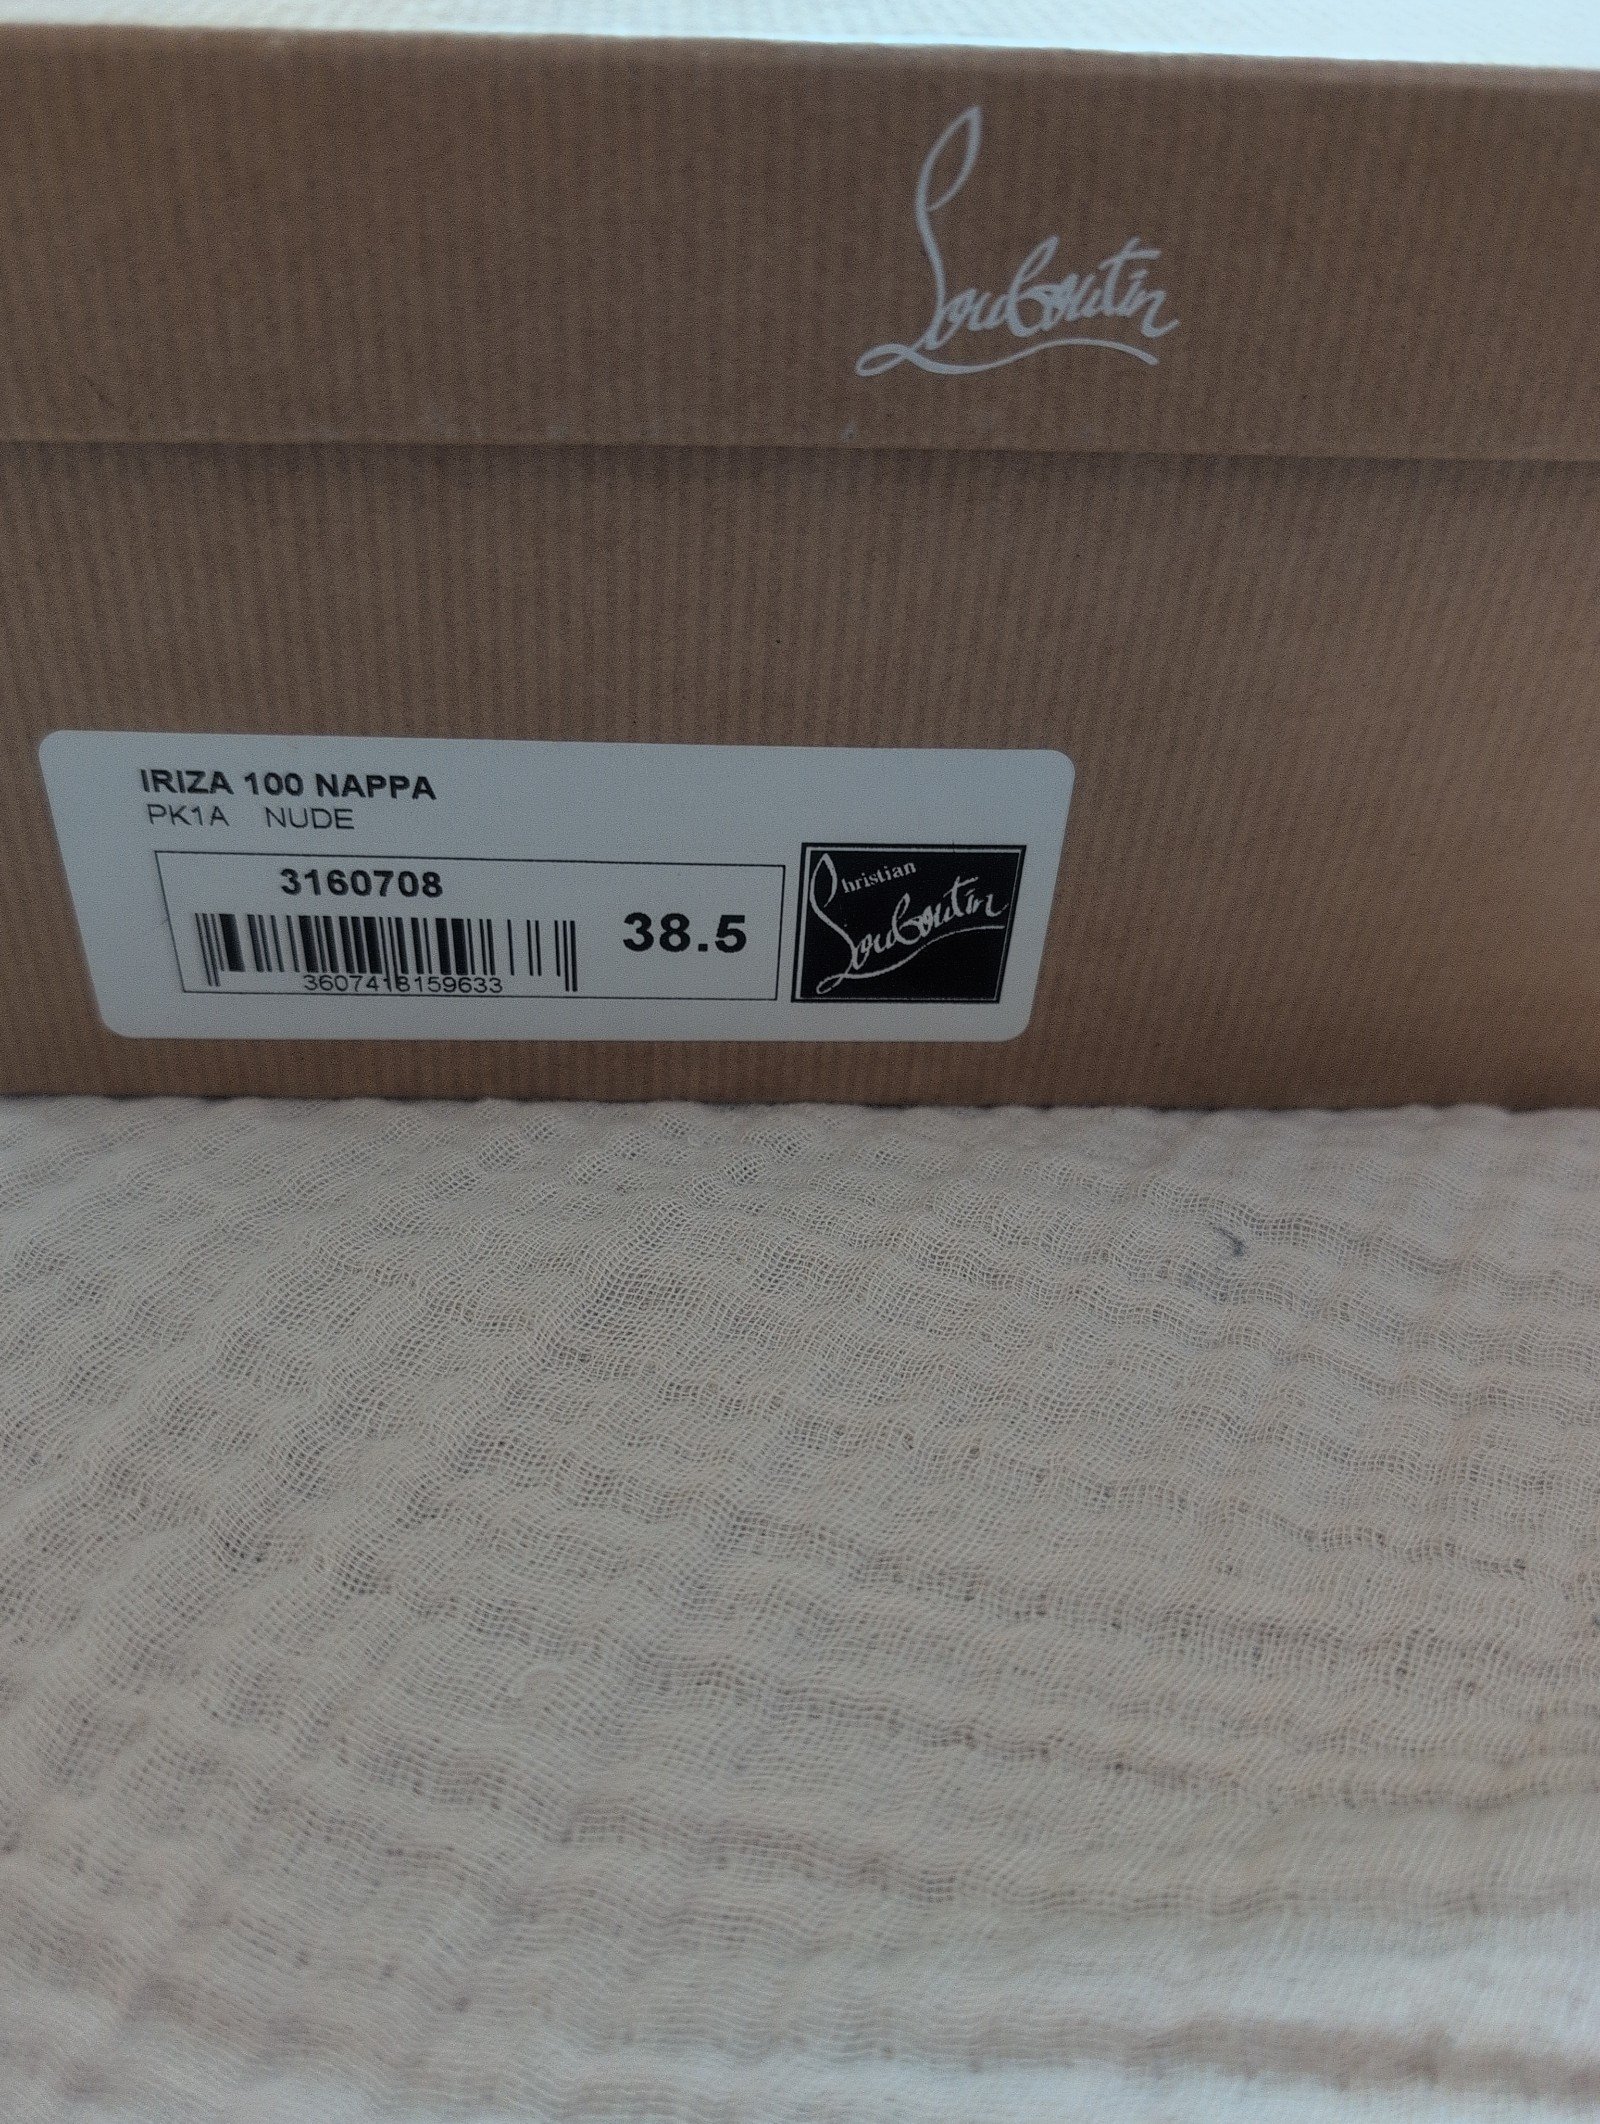 Louboutin
IRIZA 100 NAPPA
PK1A NUDE
3160708
38.5
3607418159633
Christian
Louboutin